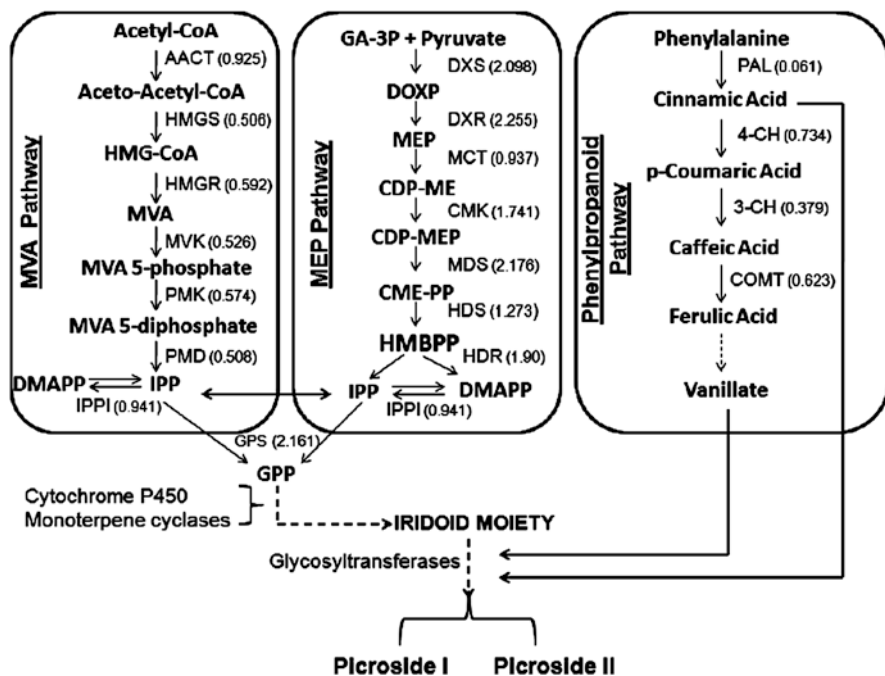 MVA Pathway
Acetyl-CoA
AACT (0.925)
Aceto-Acetyl-CoA
HMGS (0.506)
HMG-CoA
HMGR (0.592)
MVA
MVK (0.526)
MVA 5-phosphate
PMK (0.574)
MVA 5-diphosphate
PMD (0.508)
DMAPP IPP
IPPI (0.941)
MEP Pathway
GA-3P + Pyruvate
DXS (2.098)
DOXP
DXR (2.255)
MEP
MCT (0.937)
CDP-ME
CMK (1.741)
CDP-MEP
MDS (2.176)
CME-PP
HDS (1.273)
HMBPP
HDR (1.90)
IPP DMAPP
IPPI (0.941)
Phenylpropanoid
Pathway
Phenylalanine
PAL (0.061)
Cinnamic Acid
4-CH (0.734)
p-Coumaric Acid
3-CH (0.379)
Caffeic Acid
COMT (0.623)
Ferulic Acid
Vanillate
GPS (2.161)
GPP
Cytochrome P450
Monoterpene cyclases
IRIDOID MOIETY
Glycosyltransferases
Picroside I Picroside II